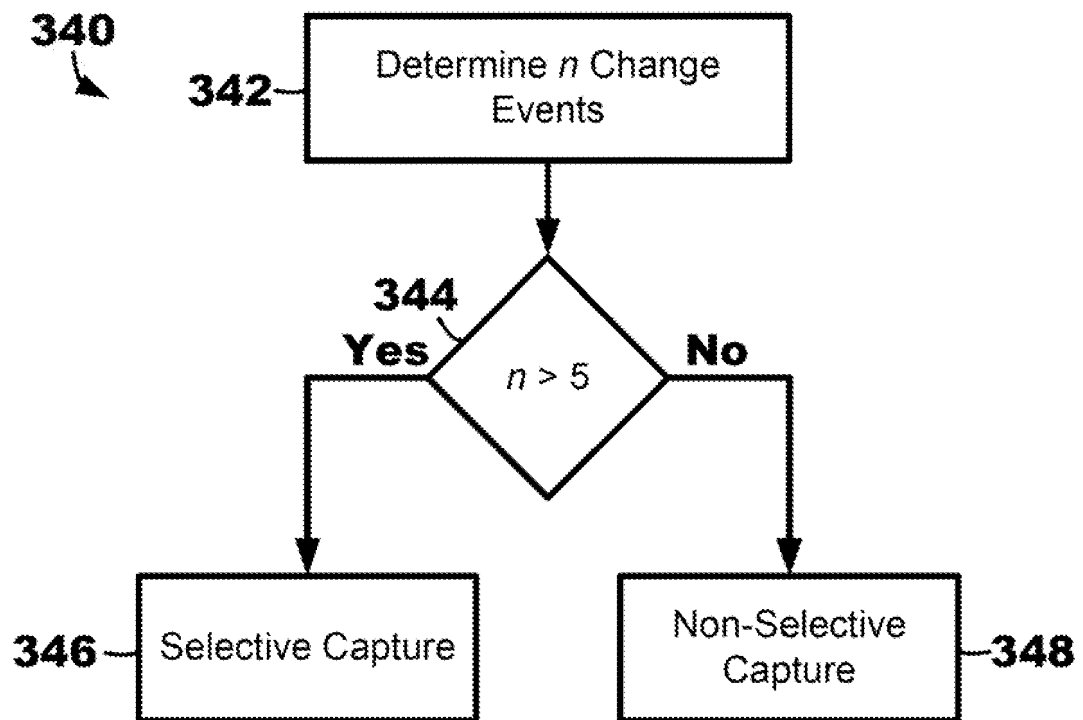 340
342
Determine n Change
Events
344
Yes
No
n > 5
346
Selective Capture
Non-Selective
Capture
348